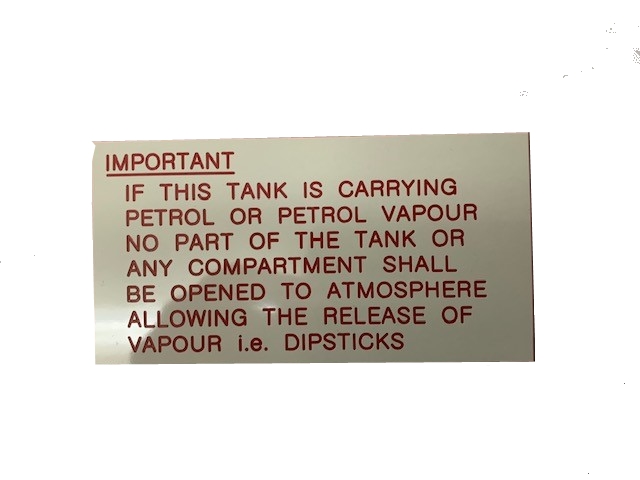 IMPORTANT
IF THIS TANK IS CARRYING
PETROL OR PETROL VAPOUR
NO PART OF THE TANK OR
ANY COMPARTMENT SHALL
BE OPENED TO ATMOSPHERE
ALLOWING THE RELEASE OF
VAPOUR i.e. DIPSTICKS